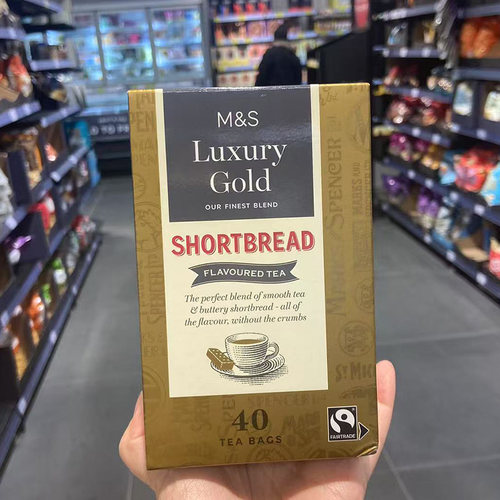 M&S
Luxury
Gold
OUR FINEST BLEND
SHORTBREAD
FLAVOURED TEA
The perfect blend of smooth tea
& buttery shortbread - all of
the flavour, without the crumbs
40
TEA BAGS
FAIRTRADE